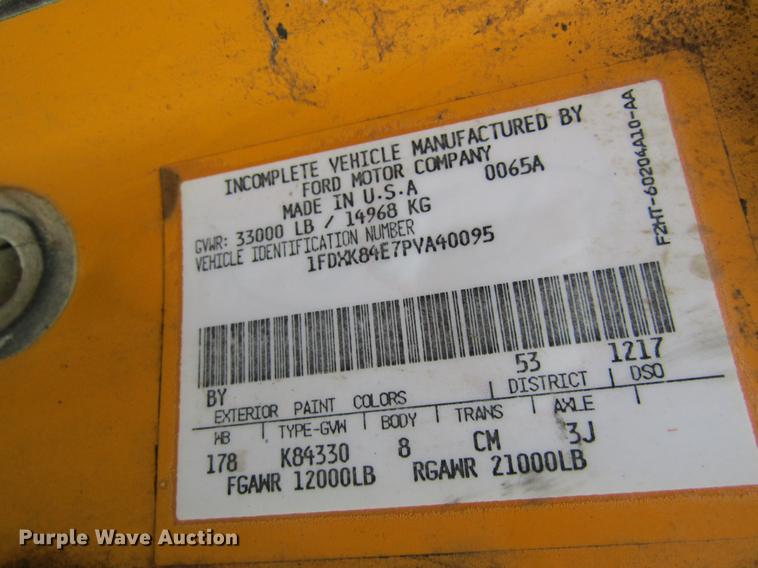 INCOMPLETE VEHICLE MANUFACTURED BY
FORD MOTOR COMPANY
MADE IN U.S.A 0065A
GVWR: 33000 LB / 14968 KG
VEHICLE IDENTIFICATION NUMBER
1FDXK84E7PVA40095
F2HT-60204A10-AA
BY 53 1217
EXTERIOR PAINT COLORS DISTRICT DSO
WB TYPE-GVW BODY TRANS AXLE
178 K84330 8 CM 3J
FGAWR 12000LB RGAWR 21000LB
Purple Wave Auction